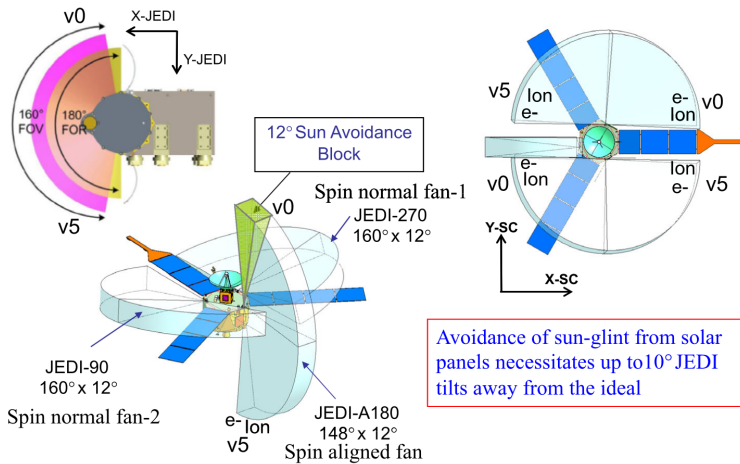 v0
X-JEDI
Y-JEDI
160°
FOV
180°
FOR
v5
12° Sun Avoidance
Block
v0
Spin normal fan-1
JEDI-270
160° x 12°
JEDI-90
160° x 12°
Spin normal fan-2
e- Ion
v5
JEDI-A180
148° x 12°
Spin aligned fan
v5
Ion
e-
e-
Ion
v0
e-
Ion
v0
Ion
e-
v5
Y-SC
X-SC
Avoidance of sun-glint from solar
panels necessitates up to10° JEDI
tilts away from the ideal